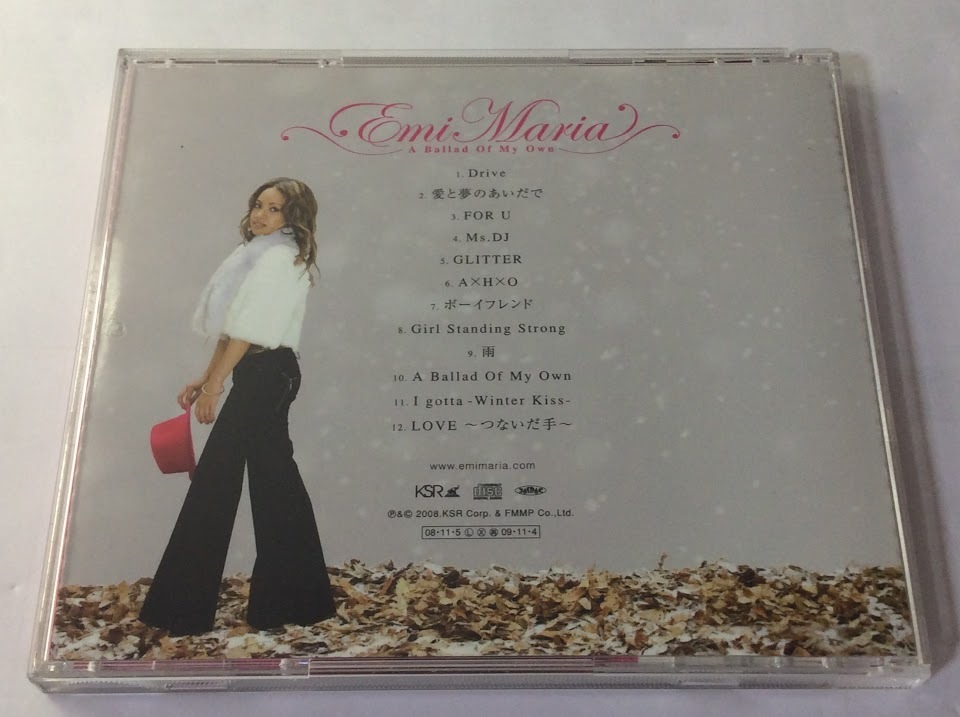 Emi Maria
A Ballad Of My Own
1. Drive
2. 愛と夢のあいだで
3. FOR U
4. Ms.DJ
5. GLITTER
6. A×H×O
7. ボーイフレンド
8. Girl Standing Strong
9. 雨
10. A Ballad Of My Own
11. I gotta -Winter Kiss-
12. LOVE 〜つないだ手〜
www.emimaria.com
KSR
disc
Ⓟ&© 2008,KSR Corp. & FMMP Co.,Ltd.
08・11・5 Ⓛ Ⓧ 09・11・4